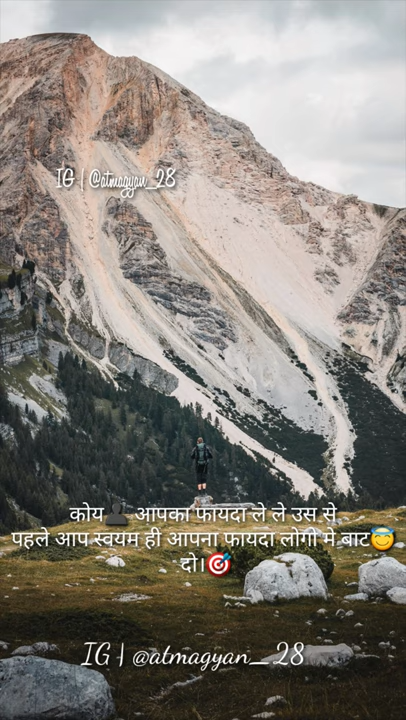 IG | @atmagyan_28
कोय👤 आपका फायदा ले ले उस से
पहले आप स्वयम ही आपना फायदा लोगो मे बाट😇
दो।🎯
IG | @atmagyan_28